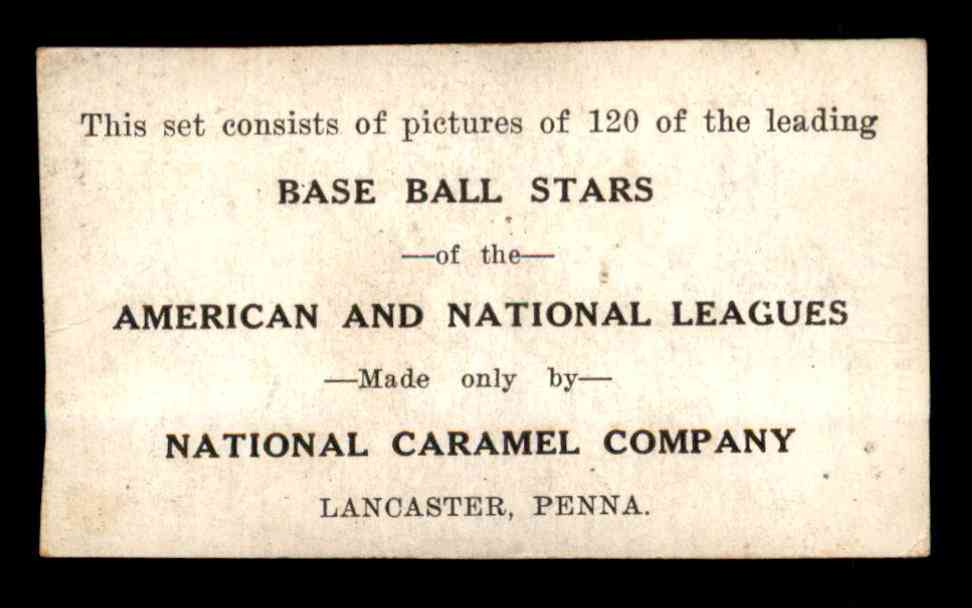 This set consists of pictures of 120 of the leading
BASE BALL STARS
—of the—
AMERICAN AND NATIONAL LEAGUES
—Made only by—
NATIONAL CARAMEL COMPANY
LANCASTER, PENNA.